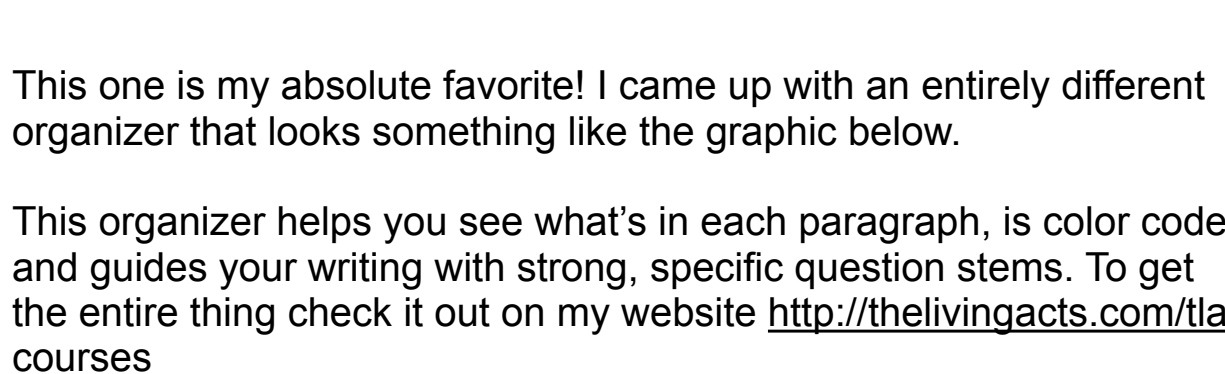 This one is my absolute favorite! I came up with an entirely different
organizer that looks something like the graphic below.
This organizer helps you see what’s in each paragraph, is color code
and guides your writing with strong, specific question stems. To get
the entire thing check it out on my website http://thelivingacts.com/tla
courses